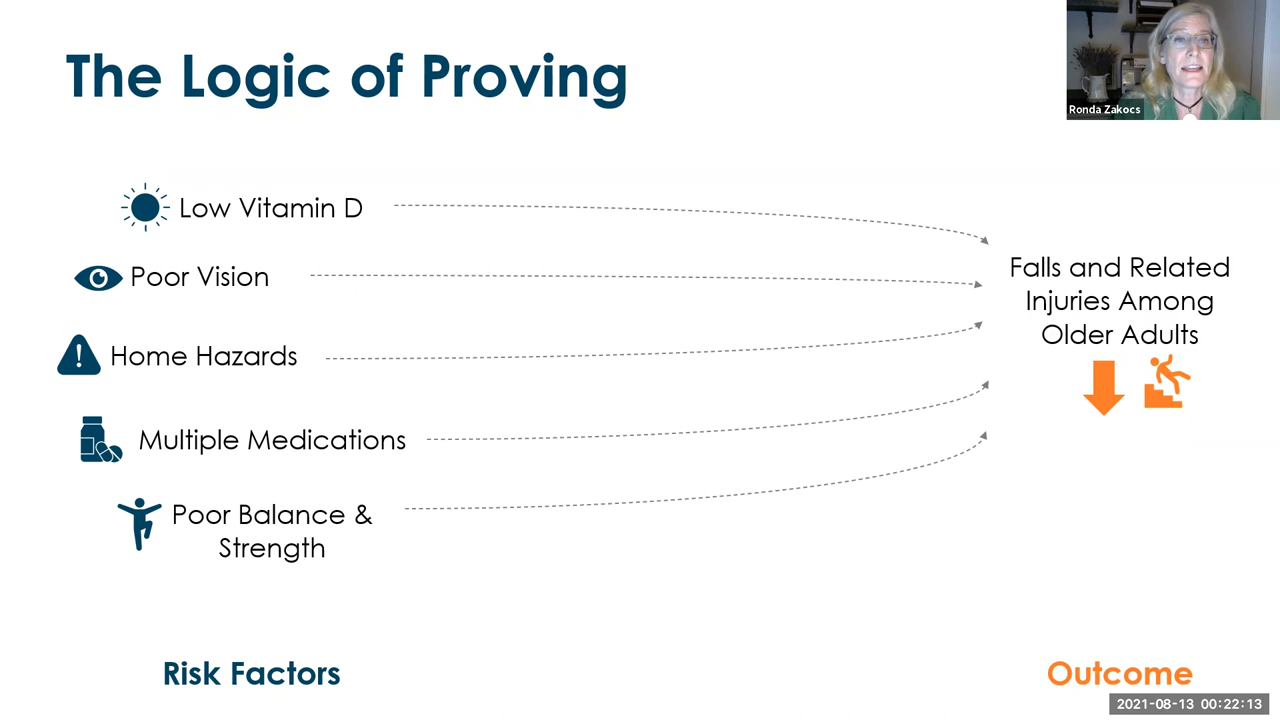 The Logic of Proving
Ronda Zakocs
Low Vitamin D
Poor Vision
Home Hazards
Multiple Medications
Poor Balance &
Strength
Falls and Related
Injuries Among
Older Adults
Risk Factors
Outcome
2021-08-13 00:22:13